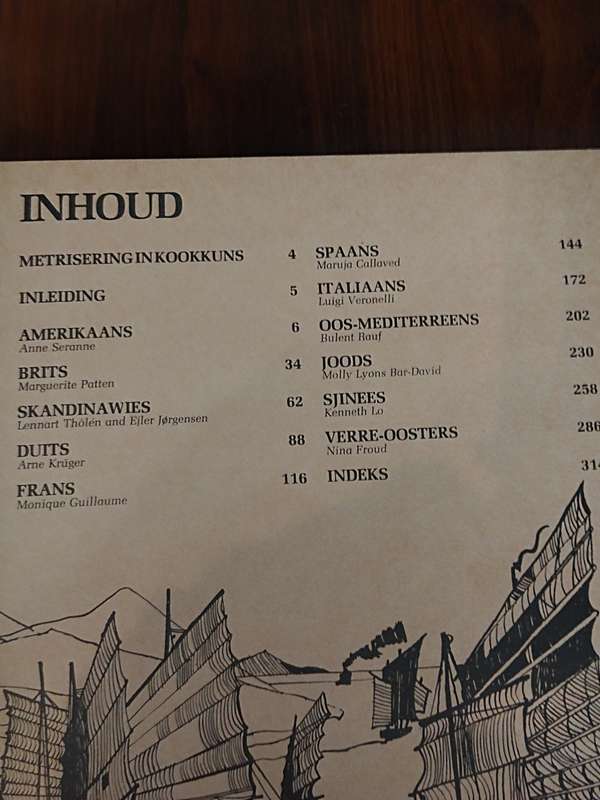 INHOUD
METRISERING IN KOOKKUNS 4
INLEIDING 5
AMERIKAANS 6
Anne Seranne
BRITS 34
Marguerite Patten
SKANDINAWIES 62
Lennart Thölén and Ejler Jørgensen
DUITS 88
Arne Krüger
FRANS 116
Monique Guillaume
SPAANS 144
Maruja Callaved
ITALIAANS 172
Luigi Veronelli
OOS-MEDITERREENS 202
Bulent Rauf
JOODS 230
Molly Lyons Bar-David
SJINEES 258
Kenneth Lo
VERRE-OOSTERS 286
Nina Froud
INDEKS 314